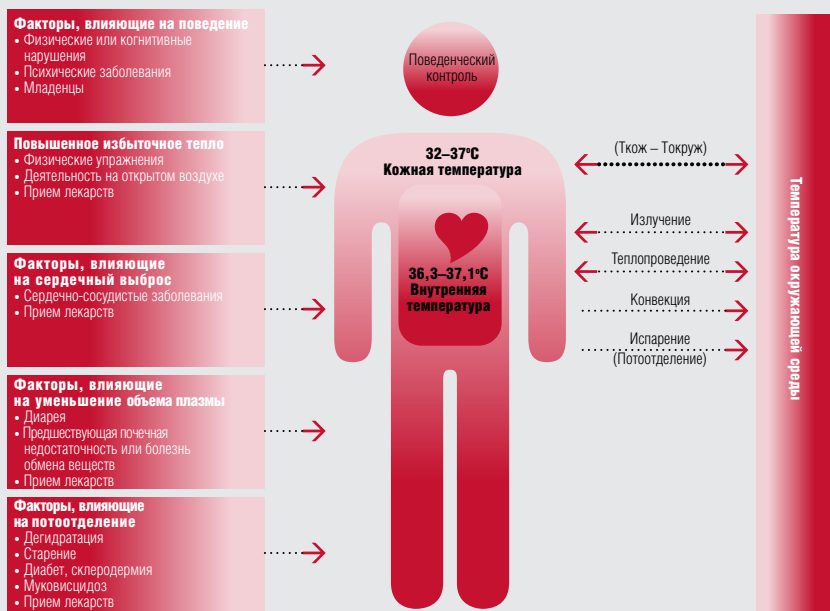 Факторы, влияющие на поведение
• Физические или когнитивные
нарушения
• Психические заболевания
• Младенцы
Повышенное избыточное тепло
• Физические упражнения
• Деятельность на открытом воздухе
• Прием лекарств
Факторы, влияющие
на сердечный выброс
• Сердечно-сосудистые заболевания
• Прием лекарств
Факторы, влияющие
на уменьшение объема плазмы
• Диарея
• Предшествующая почечная
недостаточность или болезнь
обмена веществ
• Прием лекарств
Факторы, влияющие
на потоотделение
• Дегидратация
• Старение
• Диабет, склеродермия
• Муковисцидоз
• Прием лекарств
Поведенческий
контроль
32–37°C
Кожная температура
36,3–37,1°C
Внутренняя
температура
(Ткож – Токруж)
Излучение
Теплопроведение
Конвекция
Испарение
(Потоотделение)
Температура окружающей среды